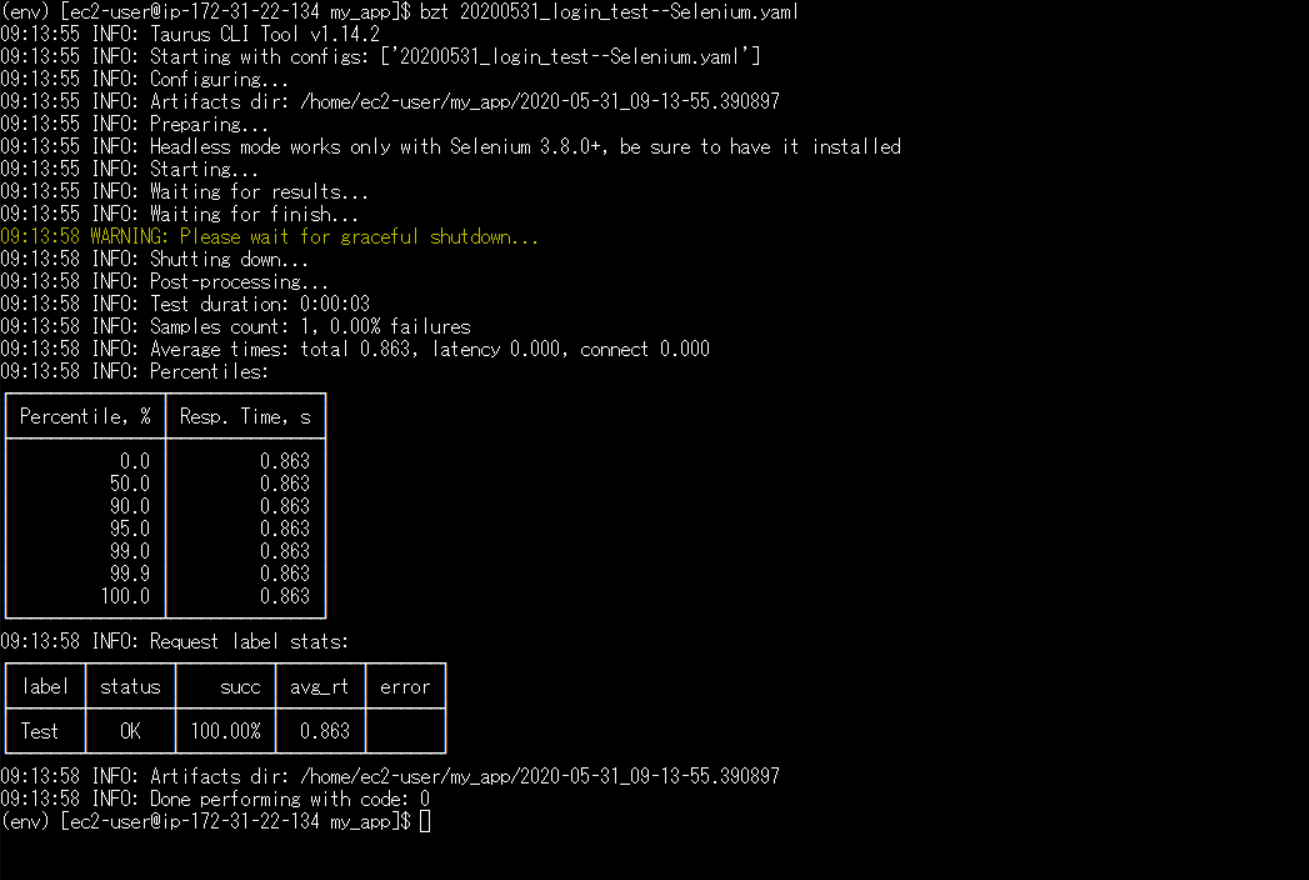 (env) [ec2-user@ip-172-31-22-134 my_app]$ bzt 20200531_login_test--Selenium.yaml
09:13:55 INFO: Taurus CLI Tool v1.14.2
09:13:55 INFO: Starting with configs: ['20200531_login_test--Selenium.yaml']
09:13:55 INFO: Configuring...
09:13:55 INFO: Artifacts dir: /home/ec2-user/my_app/2020-05-31_09-13-55.390897
09:13:55 INFO: Preparing...
09:13:55 INFO: Headless mode works only with Selenium 3.8.0+, be sure to have it installed
09:13:55 INFO: Starting...
09:13:55 INFO: Waiting for results...
09:13:55 INFO: Waiting for finish...
09:13:58 WARNING: Please wait for graceful shutdown...
09:13:58 INFO: Shutting down...
09:13:58 INFO: Post-processing...
09:13:58 INFO: Test duration: 0:00:03
09:13:58 INFO: Samples count: 1, 0.00% failures
09:13:58 INFO: Average times: total 0.863, latency 0.000, connect 0.000
09:13:58 INFO: Percentiles:
Percentile, % Resp. Time, s
0.0 0.863
50.0 0.863
90.0 0.863
95.0 0.863
99.0 0.863
99.9 0.863
100.0 0.863
09:13:58 INFO: Request label stats:
label status succ avg_rt error
Test OK 100.00% 0.863
09:13:58 INFO: Artifacts dir: /home/ec2-user/my_app/2020-05-31_09-13-55.390897
09:13:58 INFO: Done performing with code: 0
(env) [ec2-user@ip-172-31-22-134 my_app]$